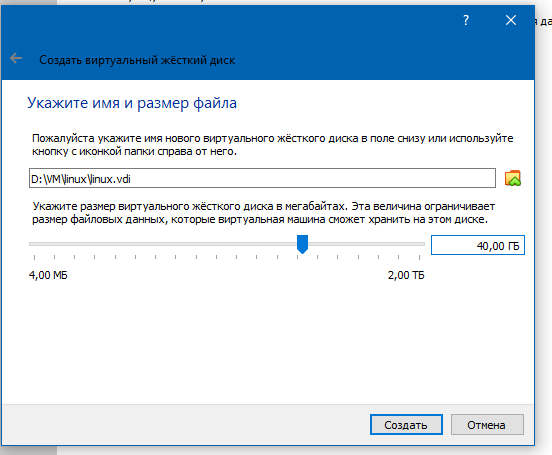 ?
Создать виртуальный жёсткий диск
Укажите имя и размер файла
Пожалуйста укажите имя нового виртуального жёсткого диска в поле снизу или используйте
кнопку с иконкой папки справа от него.
D:\VM\linux\linux.vdi
Укажите размер виртуального жёсткого диска в мегабайтах. Эта величина ограничивает
размер файловых данных, которые виртуальная машина сможет хранить на этом диске.
40,00 ГБ
4,00 МБ 2,00 ТБ
Создать Отмена